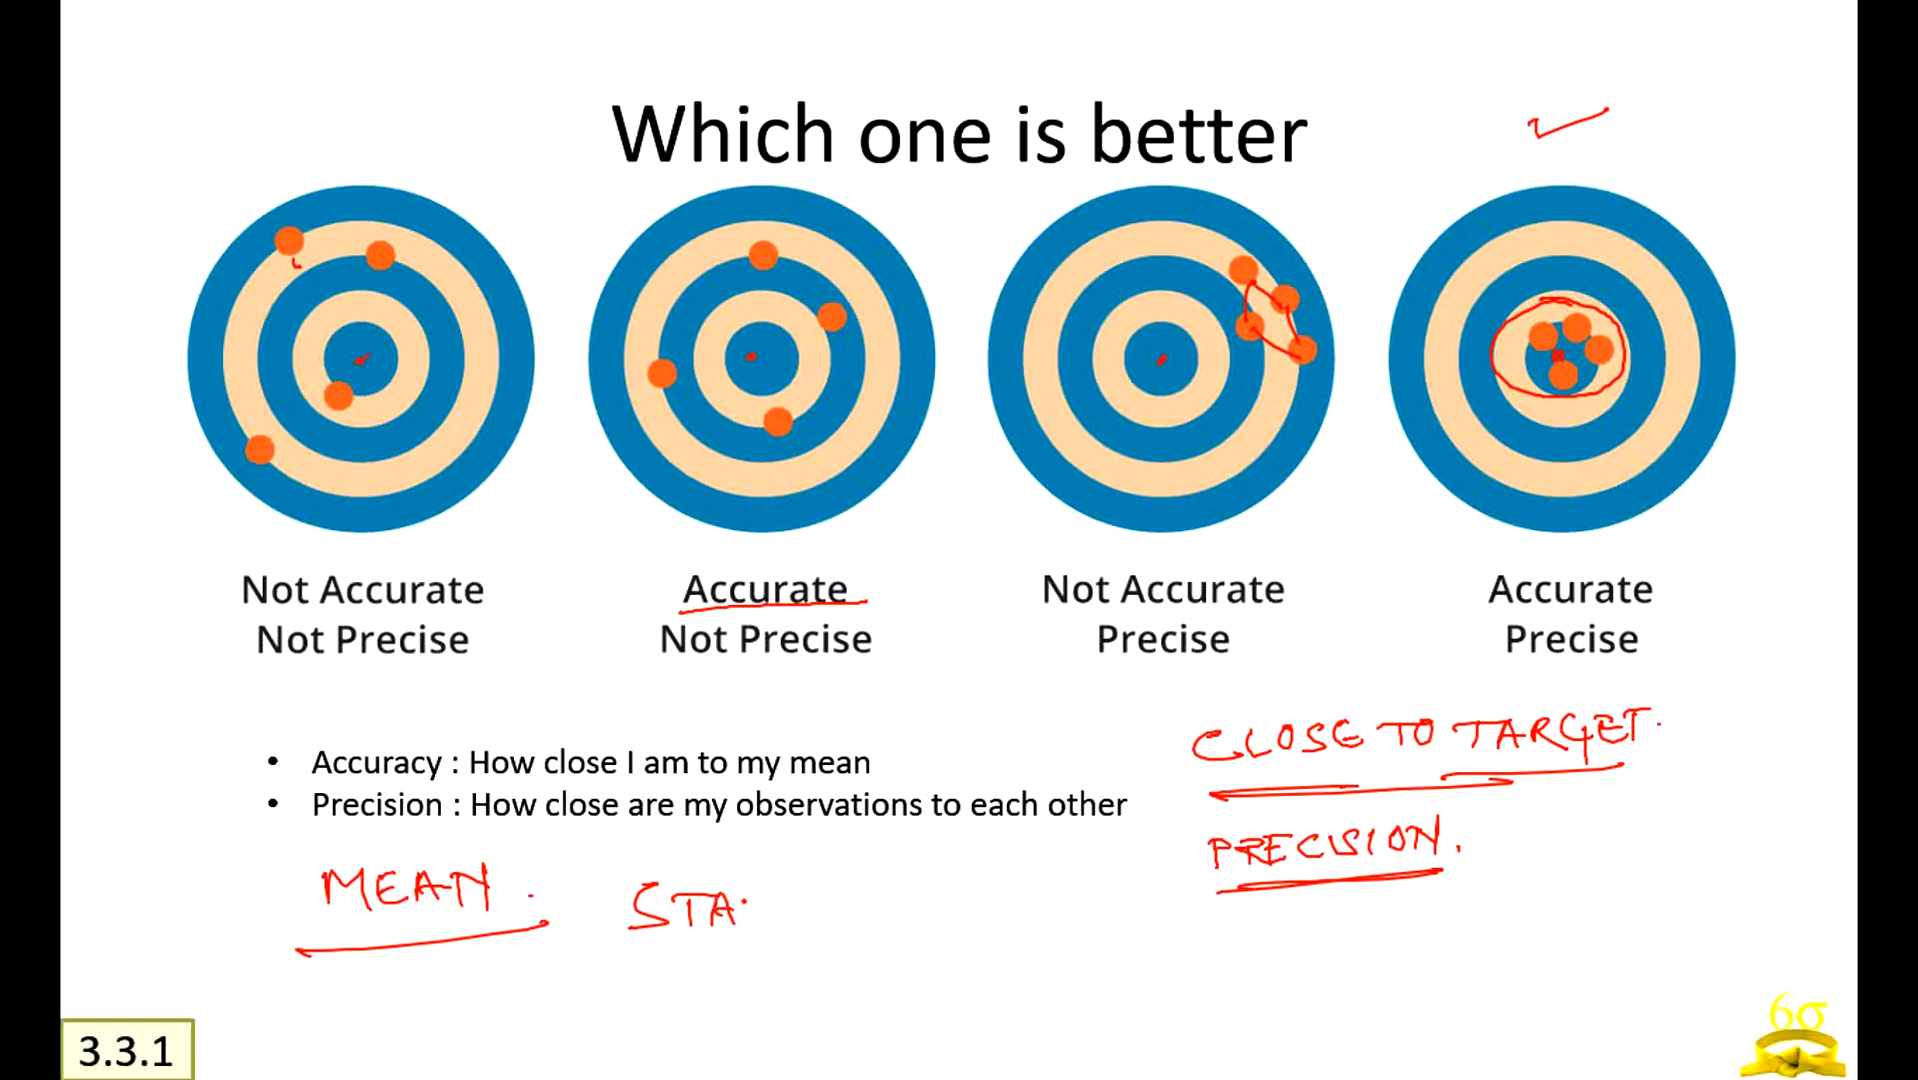 Which one is better
Not Accurate
Not Precise
Accurate
Not Precise
Not Accurate
Precise
Accurate
Precise
• Accuracy : How close I am to my mean
• Precision : How close are my observations to each other
CLOSE TO TARGET.
PRECISION.
MEAN.
STA
3.3.1
6σ